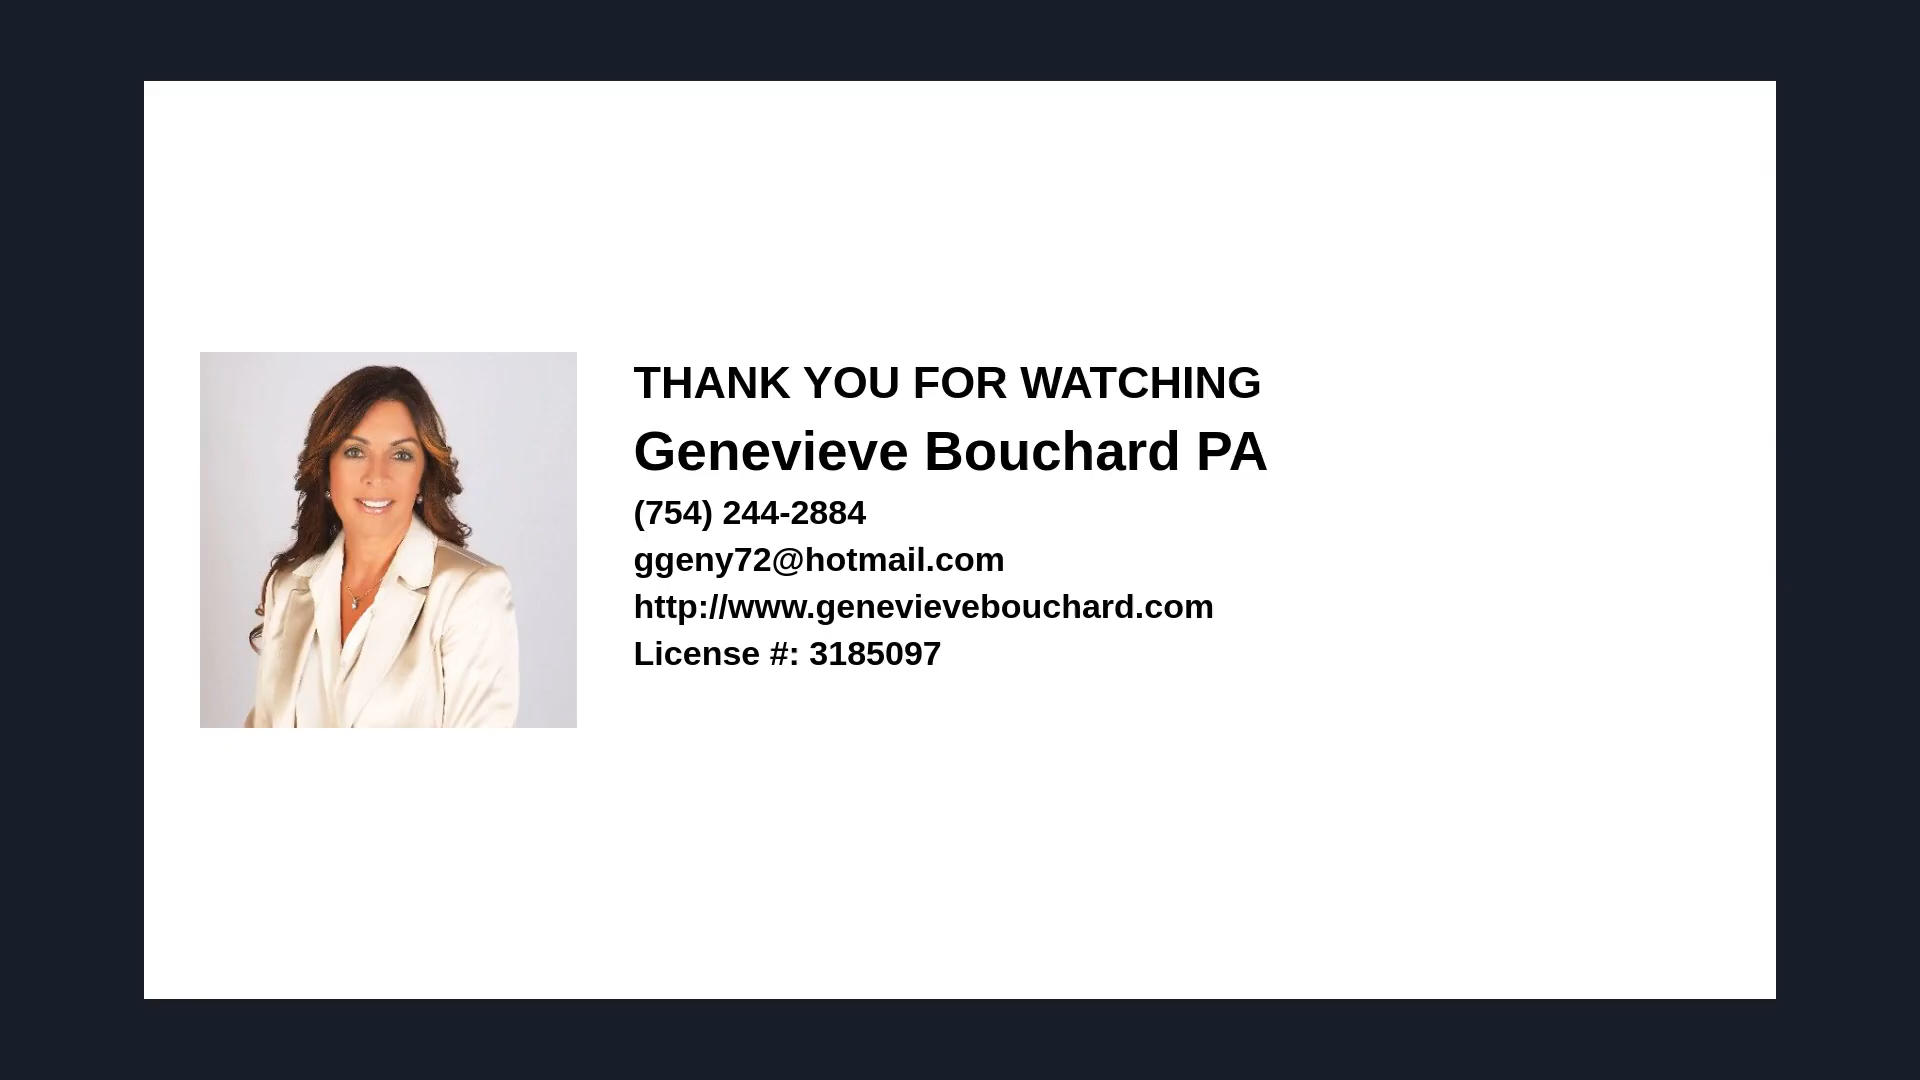 THANK YOU FOR WATCHING
Genevieve Bouchard PA
(754) 244-2884
ggeny72@hotmail.com
http://www.genevievebouchard.com
License #: 3185097